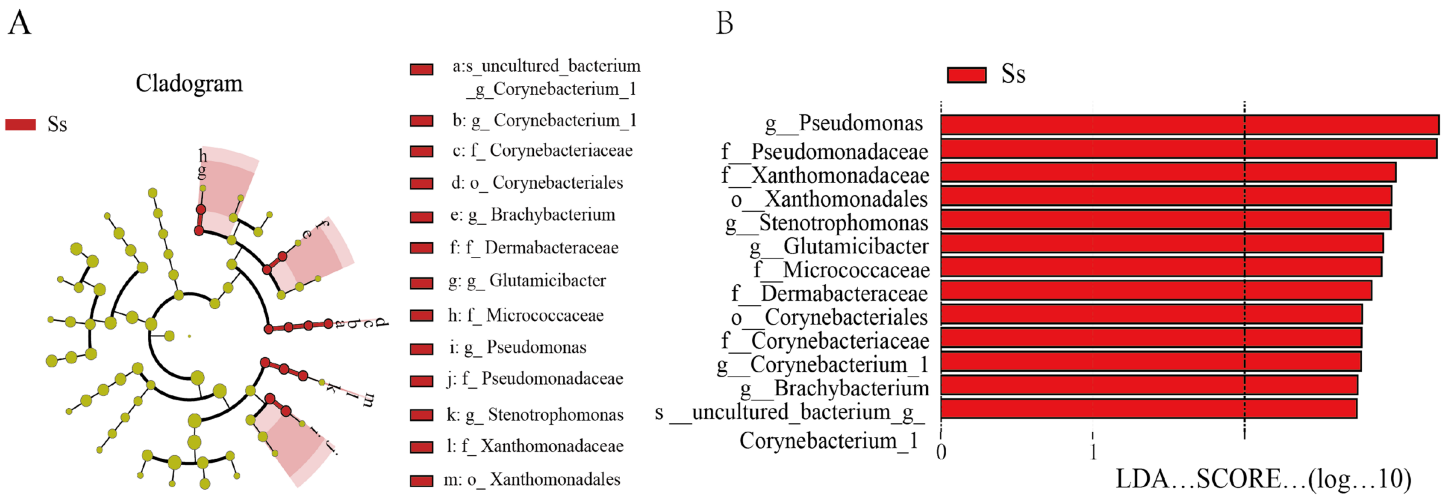 A
Cladogram
Ss
h
g
f
e
d
c
b
a
m
l
k
j
i
a:s_uncultured_bacterium
_g_Corynebacterium_1
b: g_ Corynebacterium_1
c: f_ Corynebacteriaceae
d: o_ Corynebacteriales
e: g_ Brachybacterium
f: f_ Dermabacteraceae
g: g_ Glutamicibacter
h: f_ Micrococcaceae
i: g_ Pseudomonas
j: f_ Pseudomonadaceae
k: g_ Stenotrophomonas
l: f_ Xanthomonadaceae
m: o_ Xanthomonadales
B
Ss
g__Pseudomonas
f__Pseudomonadaceae
f__Xanthomonadaceae
o__Xanthomonadales
g__Stenotrophomonas
g__Glutamicibacter
f__Micrococcaceae
f__Dermabacteraceae
o__Corynebacteriales
f__Corynebacteriaceae
g__Corynebacterium_1
g__Brachybacterium
s__uncultured_bacterium_g_
Corynebacterium_1
0 1
LDA…SCORE…(log…10)